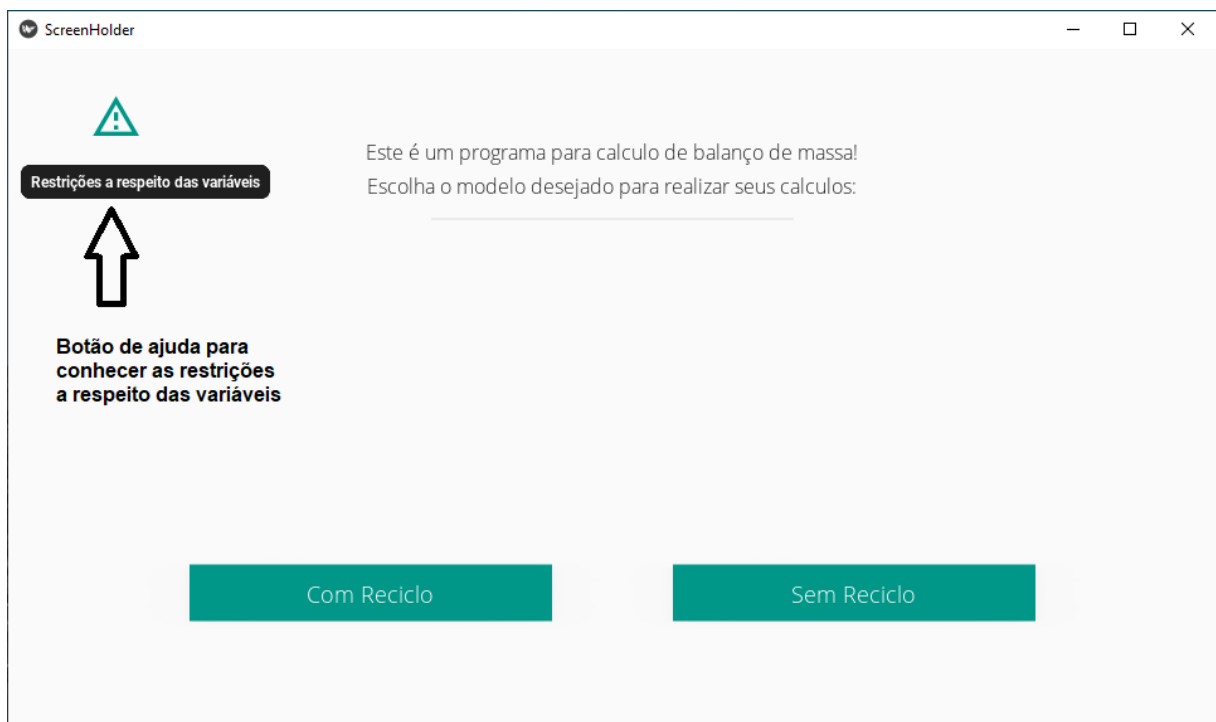 ScreenHolder
Restrições a respeito das variáveis
Este é um programa para calculo de balanço de massa!
Escolha o modelo desejado para realizar seus calculos:
Botão de ajuda para
conhecer as restrições
a respeito das variáveis
Com Reciclo
Sem Reciclo